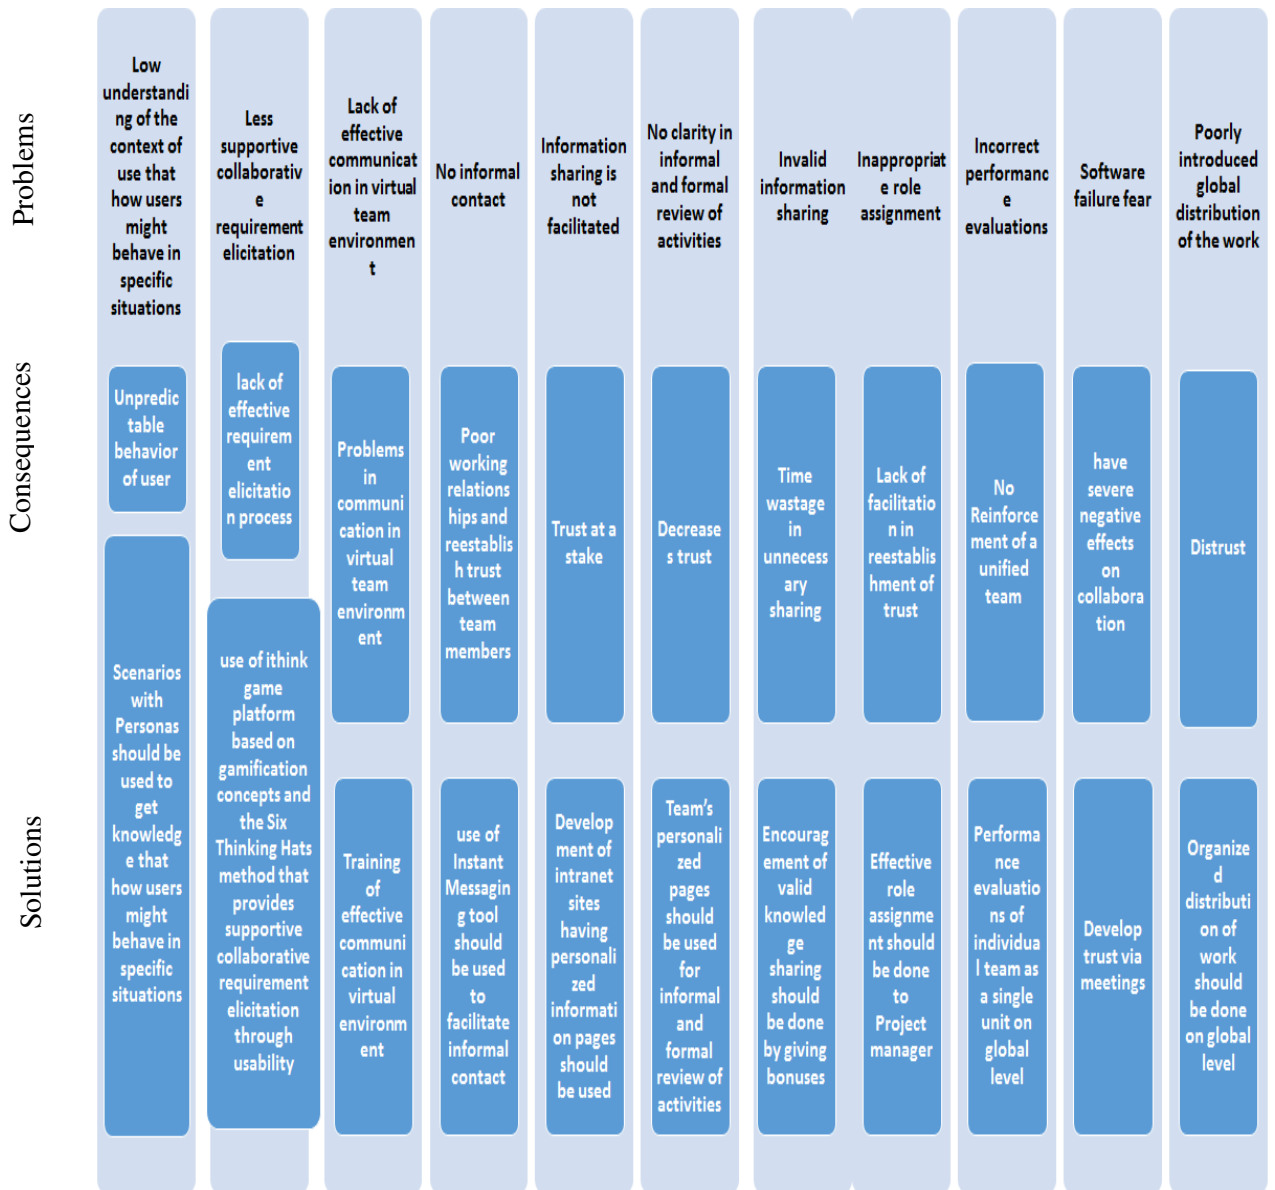 Problems
Low
understandi
ng of the
context of
use that
how users
might
behave in
specific
situations
Less
supportive
collaborativ
e
requirement
elicitation
Lack of
effective
communicat
ion in virtual
team
environmen
t
No informal
contact
Information
sharing is
not
facilitated
No clarity in
informal
and formal
review of
activities
Invalid
information
sharing
Inappropriat
e role
assignment
Incorrect
performanc
e
evaluations
Software
failure fear
Poorly
introduced
global
distribution
of the work
Consequences
Unpredic
table
behavior
of user
lack of
effective
requirem
ent
elicitatio
n process
Problems
in
communi
cation in
virtual
team
environm
ent
Poor
working
relations
hips and
reestablis
h trust
between
team
members
Trust at a
stake
Decrease
s trust
Time
wastage
in
unnecess
ary
sharing
Lack of
facilitatio
n in
reestablis
hment of
trust
No
Reinforce
ment of a
unified
team
have
severe
negative
effects
on
collabora
tion
Distrust
Solutions
Scenarios
with
Personas
should be
used to
get
knowledg
e that
how users
might
behave in
specific
situations
use of ithink
game
platform
based on
gamification
concepts and
the Six
Thinking Hats
method that
provides
supportive
collaborative
requirement
elicitation
through
usability
Training
of
effective
communi
cation in
virtual
environm
ent
use of
Instant
Messagin
g tool
should
be used
to
facilitate
informal
contact
Develop
ment of
intranet
sites
having
personali
zed
informati
on pages
should
be used
Team's
personali
zed
pages
should
be used
for
informal
and
formal
review of
activities
Encourag
ement of
valid
knowled
ge
sharing
should
be done
by giving
bonuses
Effective
role
assignme
nt should
be done
to
Project
manager
Performa
nce
evaluatio
ns of
individua
l team as
a single
unit on
global
level
Develop
trust via
meetings
Organize
d
distributi
on of
work
should
be done
on global
level